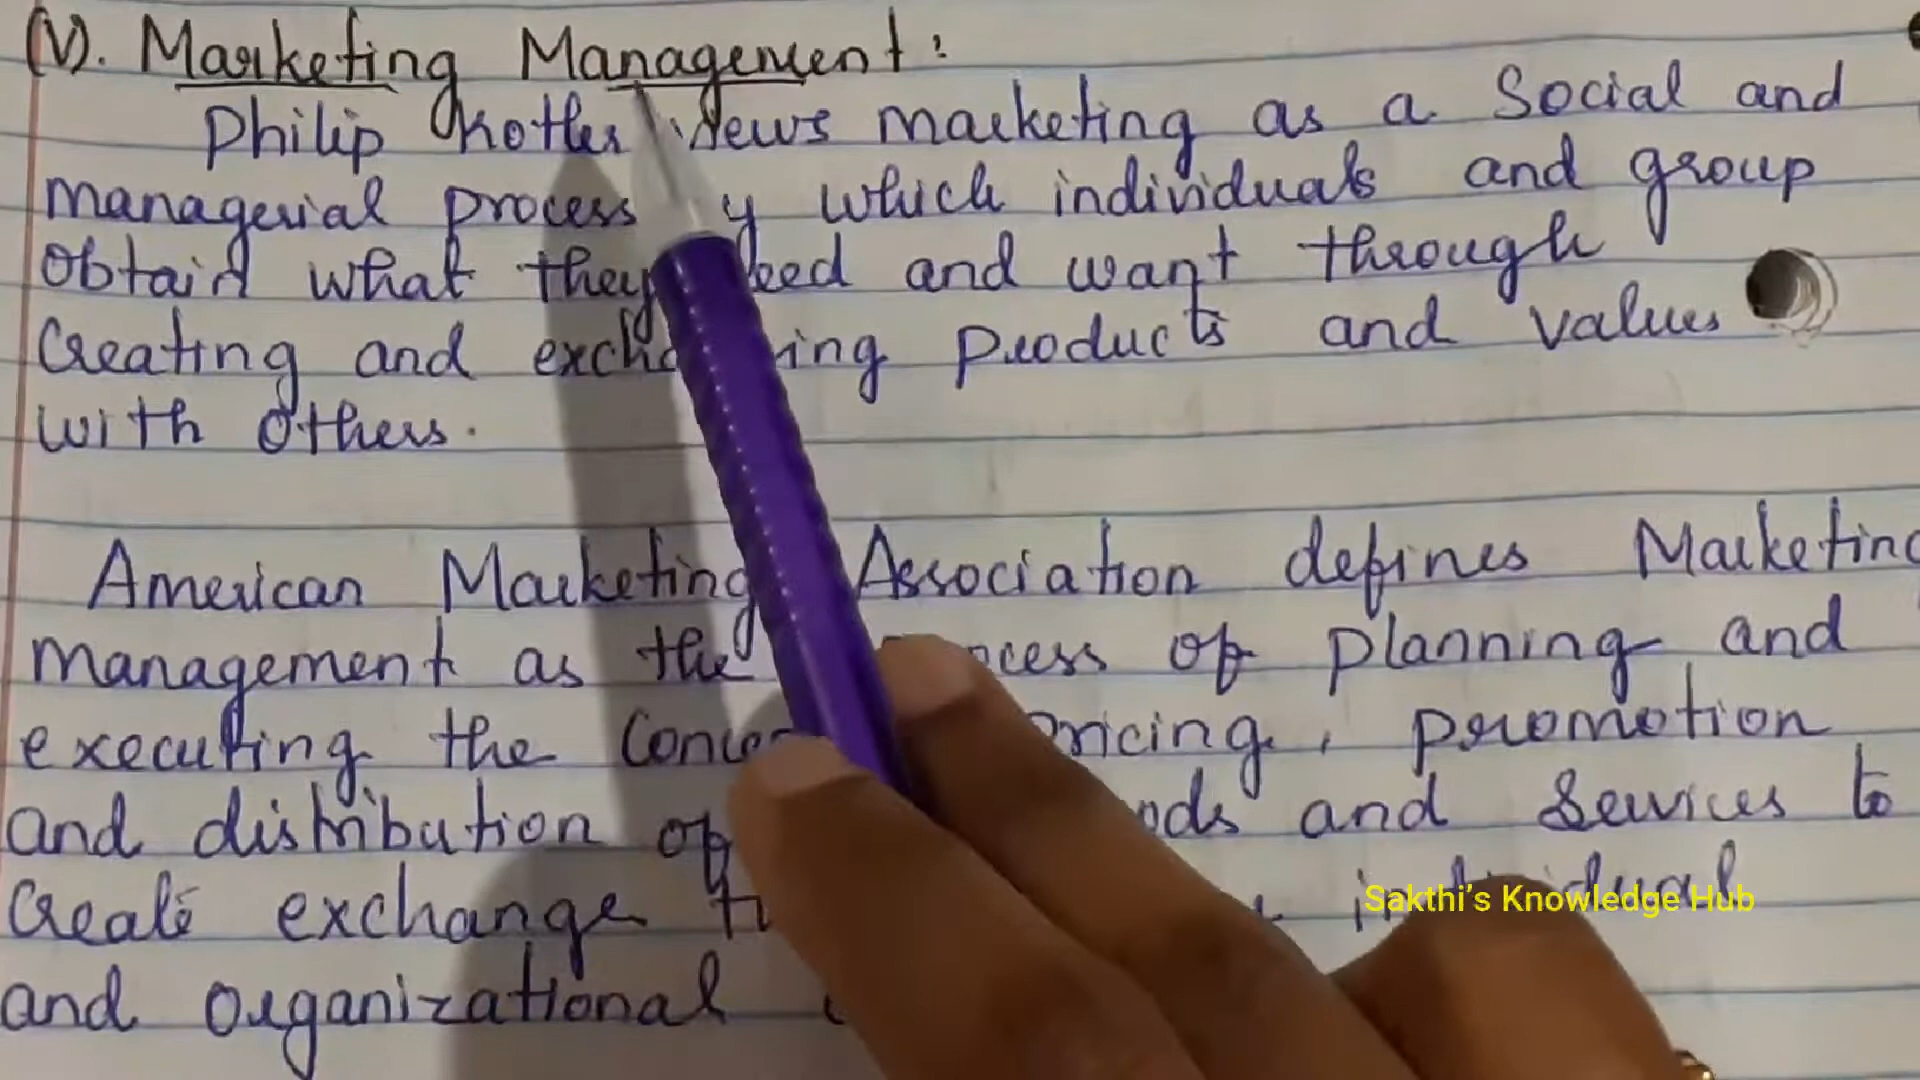 (V). Marketing Management:
Philip Kotler views marketing as a Social and
managerial process y which individuals and group
obtain what they need and want through
Creating and exchanging products and values
with others.
American Marketing Association defines Marketing
management as the process of planning and
executing the pricing, promotion
and distribution of and Services to
Create exchange individual
and organizational
Sakthi's Knowledge Hub